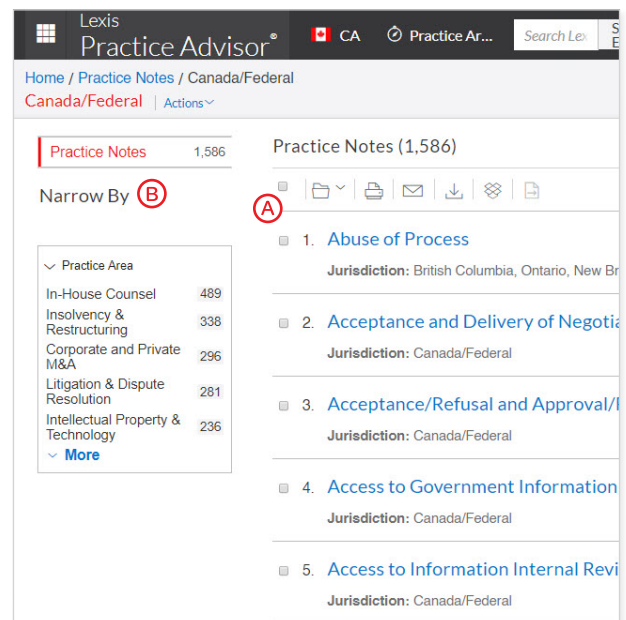 Lexis
Practice Advisor®
CA
Practice Ar...
Search Le
Home / Practice Notes / Canada/Federal
Canada/Federal | Actions
Practice Notes 1,586
Narrow By B
Practice Area
In-House Counsel 489
Insolvency &
Restructuring 338
Corporate and Private
M&A 296
Litigation & Dispute
Resolution 281
Intellectual Property &
Technology 236
More
Practice Notes (1,586)
A
1. Abuse of Process
Jurisdiction: British Columbia, Ontario, New Br
2. Acceptance and Delivery of Negotia
Jurisdiction: Canada/Federal
3. Acceptance/Refusal and Approval/
Jurisdiction: Canada/Federal
4. Access to Government Information
Jurisdiction: Canada/Federal
5. Access to Information Internal Revi
Jurisdiction: Canada/Federal